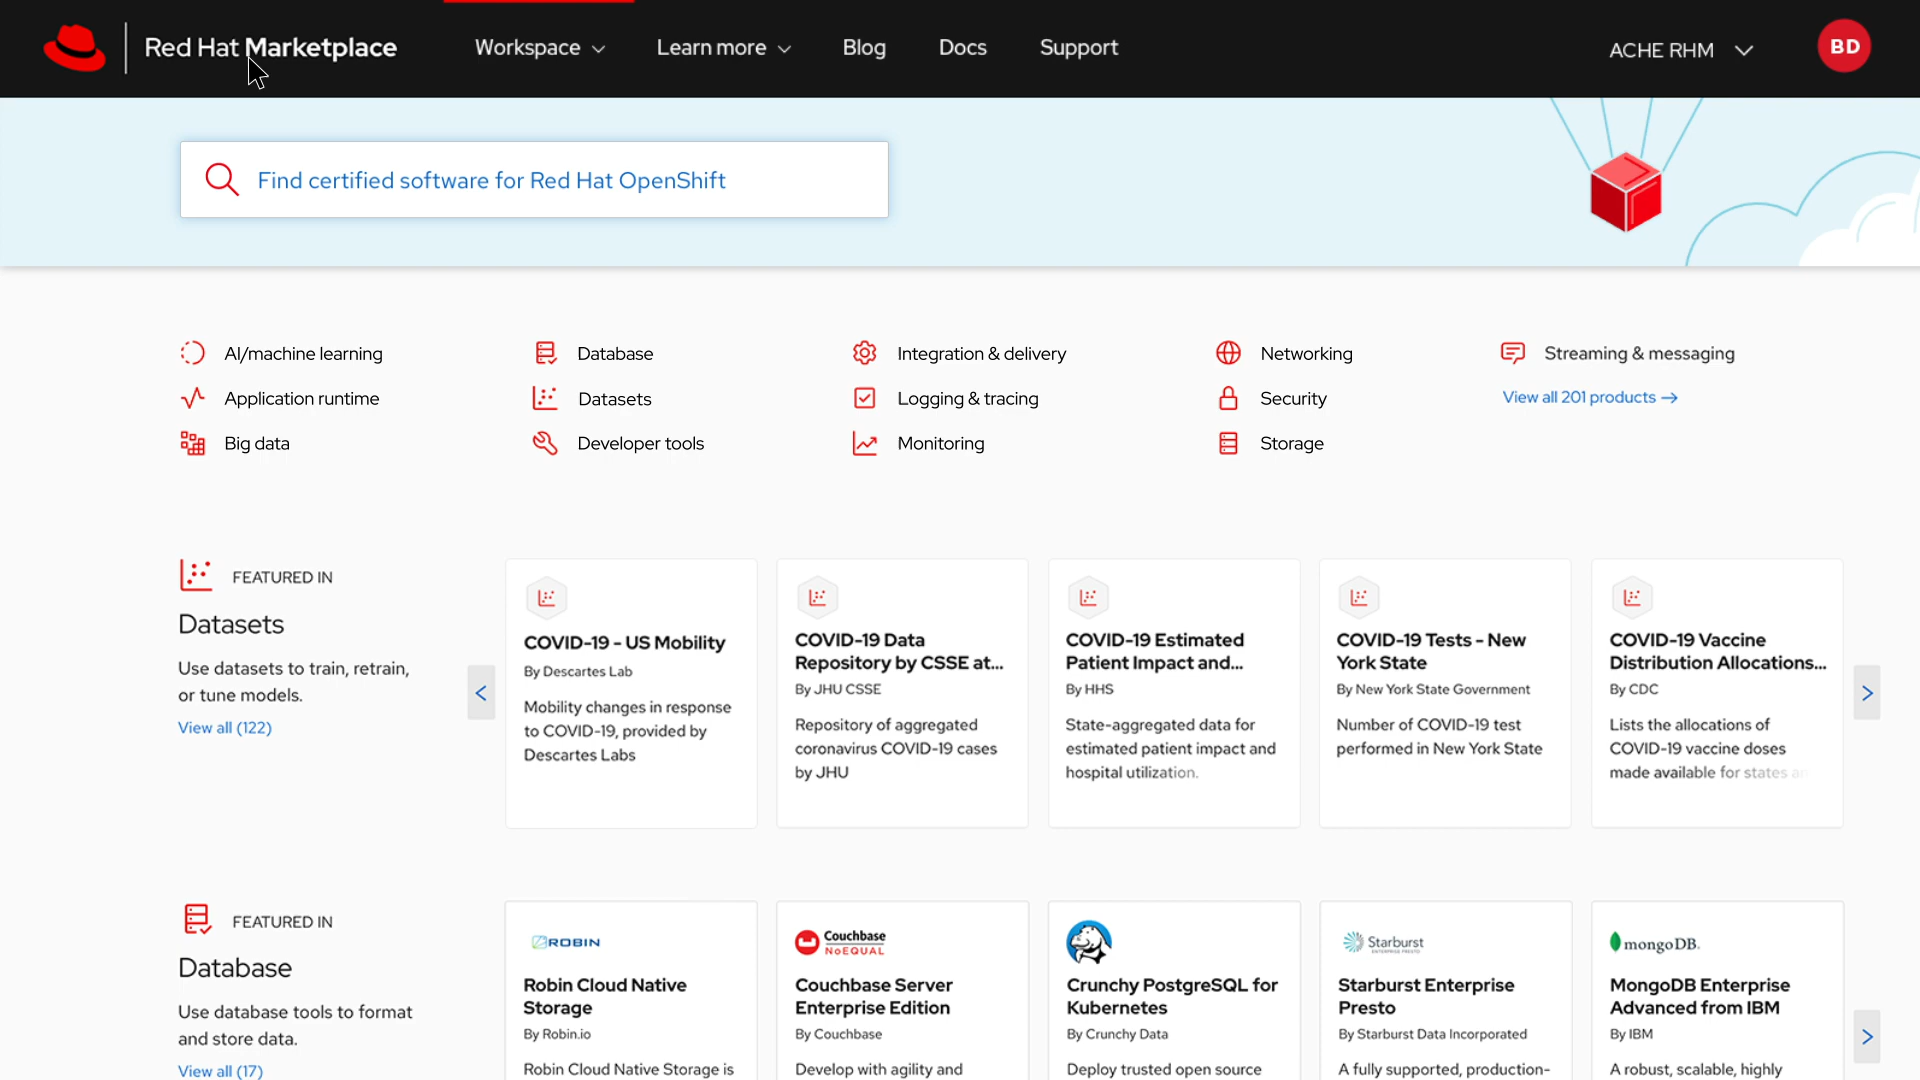 Red Hat Marketplace
Workspace
Learn more
Blog
Docs
Support
ACHE RHM
BD
Find certified software for Red Hat OpenShift
AI/machine learning
Application runtime
Big data
Database
Datasets
Developer tools
Integration & delivery
Logging & tracing
Monitoring
Networking
Security
Storage
Streaming & messaging
View all 201 products →
FEATURED IN
Datasets
Use datasets to train, retrain,
or tune models.
View all (122)
COVID-19 - US Mobility
By Descartes Lab
Mobility changes in response
to COVID-19, provided by
Descartes Labs
COVID-19 Data
Repository by CSSE at...
By JHU CSSE
Repository of aggregated
coronavirus COVID-19 cases
by JHU
COVID-19 Estimated
Patient Impact and...
By HHS
State-aggregated data for
estimated patient impact and
hospital utilization.
COVID-19 Tests - New
York State
By New York State Government
Number of COVID-19 test
performed in New York State
COVID-19 Vaccine
Distribution Allocations...
By CDC
Lists the allocations of
COVID-19 vaccine doses
made available for states
FEATURED IN
Database
Use database tools to format
and store data.
View all (17)
ROBIN
Robin Cloud Native
Storage
By Robin.io
Robin Cloud Native Storage is
Couchbase
NoEQUAL
Couchbase Server
Enterprise Edition
By Couchbase
Develop with agility and
Crunchy PostgreSQL for
Kubernetes
By Crunchy Data
Deploy trusted open source
Starburst
ENTERPRISE PRESTO
Starburst Enterprise
Presto
By Starburst Data Incorporated
A fully supported, production-
mongoDB.
MongoDB Enterprise
Advanced from IBM
By IBM
A robust, scalable, highly